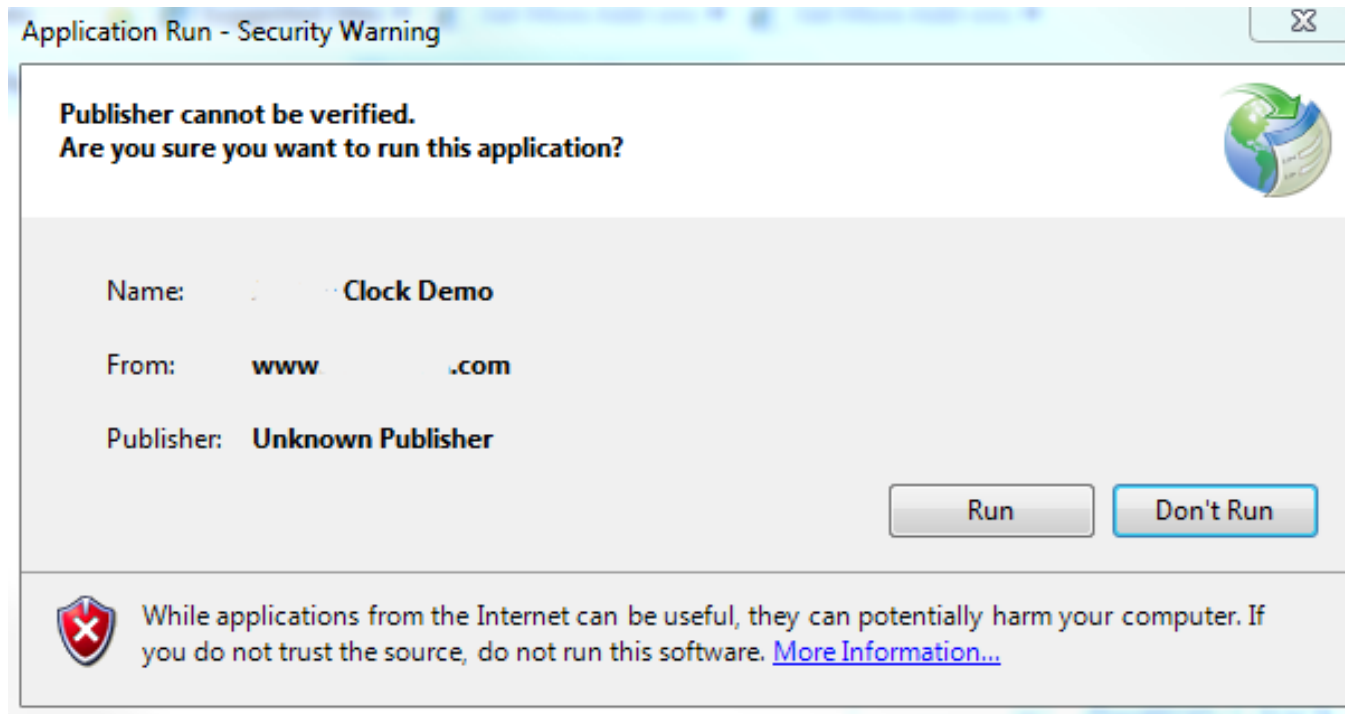 Application Run - Security Warning
Publisher cannot be verified.
Are you sure you want to run this application?
Name: Clock Demo
From: www .com
Publisher: Unknown Publisher
Run Don't Run
While applications from the Internet can be useful, they can potentially harm your computer. If
you do not trust the source, do not run this software. More Information...